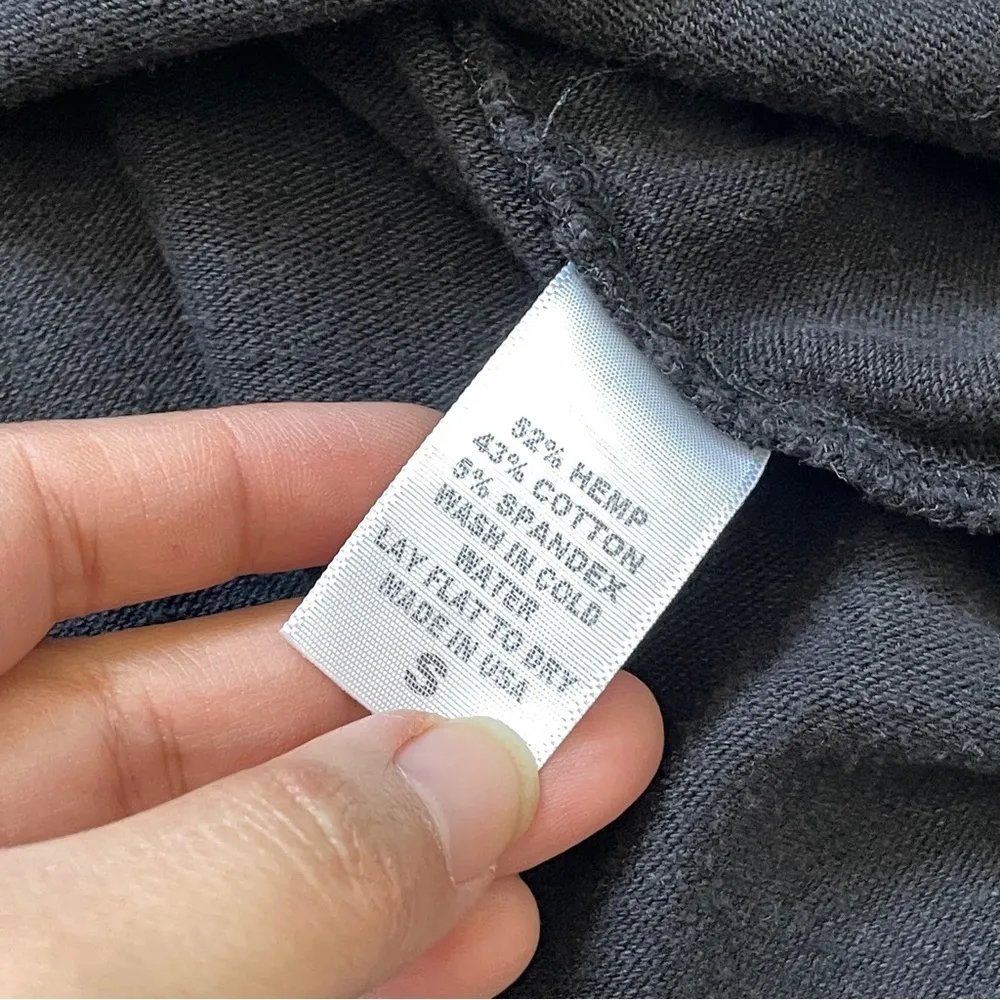 52% HEMP
43% COTTON
5% SPANDEX
WASH IN COLD
WATER
LAY FLAT TO DRY
MADE IN USA
S